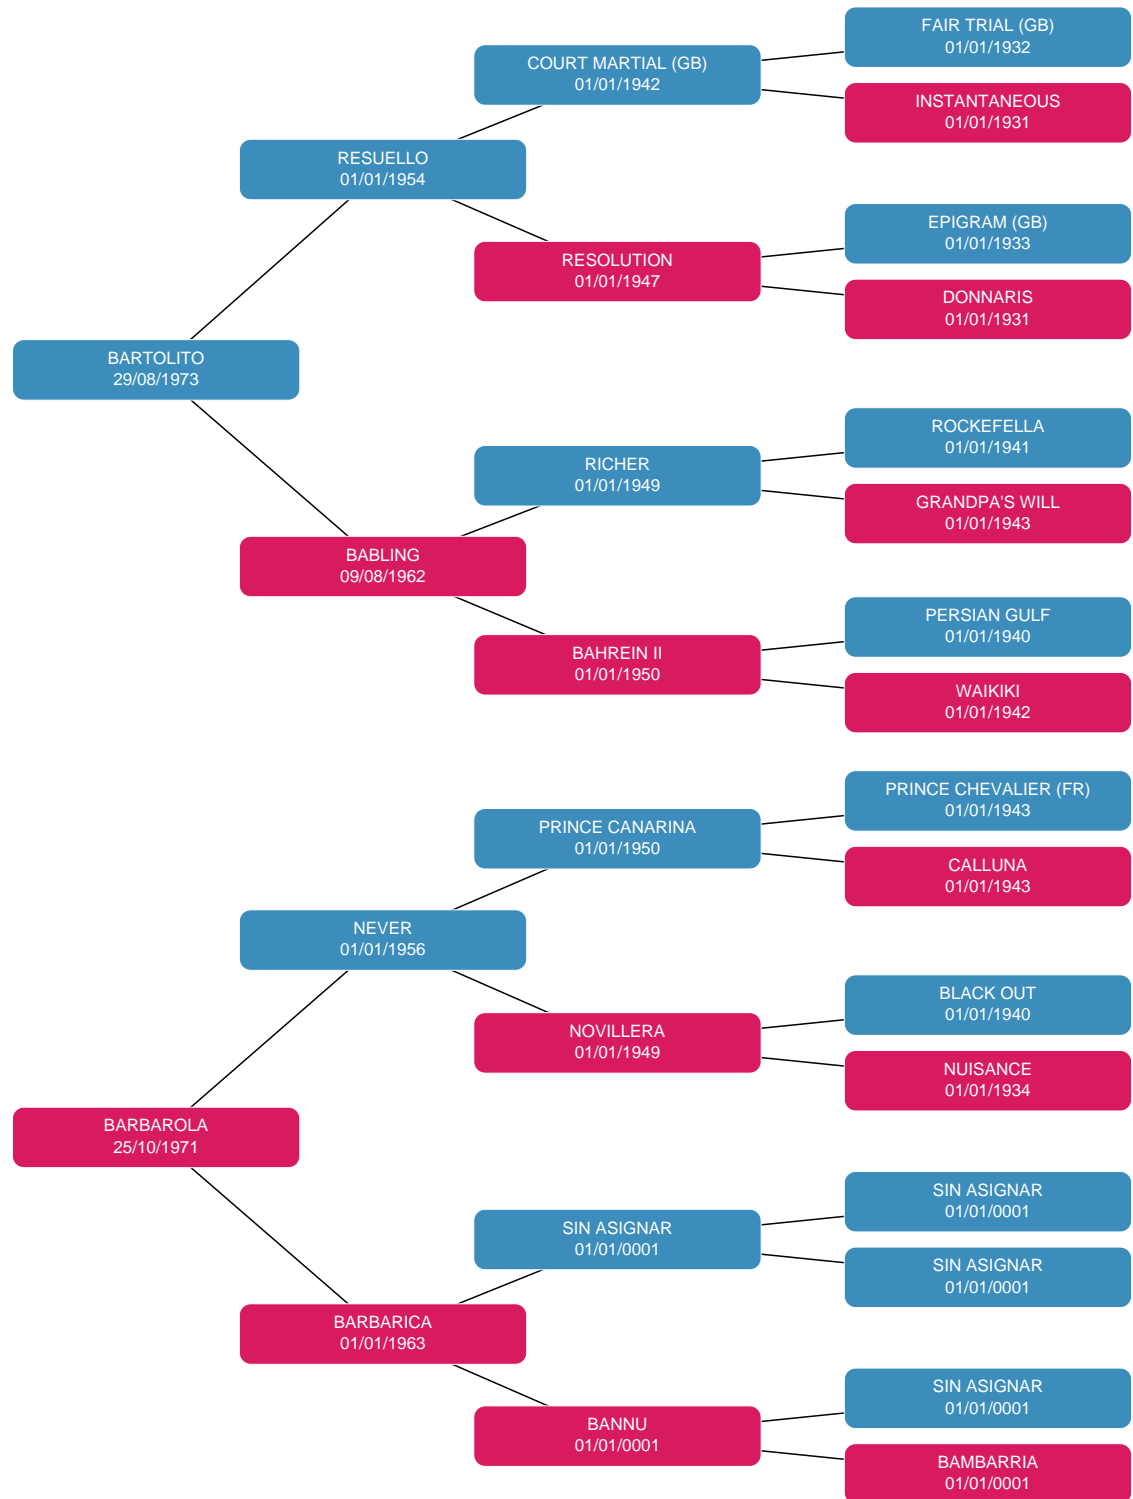 FAIR TRIAL (GB)
01/01/1932
COURT MARTIAL (GB)
01/01/1942
INSTANTANEOUS
01/01/1931
RESUELLO
01/01/1954
EPIGRAM (GB)
01/01/1933
RESOLUTION
01/01/1947
DONNARIS
01/01/1931
BARTOLITO
29/08/1973
ROCKEFELLA
01/01/1941
RICHER
01/01/1949
GRANDPA'S WILL
01/01/1943
BABLING
09/08/1962
PERSIAN GULF
01/01/1940
BAHREIN II
01/01/1950
WAIKIKI
01/01/1942
PRINCE CHEVALIER (FR)
01/01/1943
PRINCE CANARINA
01/01/1950
CALLUNA
01/01/1943
NEVER
01/01/1956
BLACK OUT
01/01/1940
NOVILLERA
01/01/1949
NUISANCE
01/01/1934
BARBAROLA
25/10/1971
SIN ASIGNAR
01/01/0001
SIN ASIGNAR
01/01/0001
SIN ASIGNAR
01/01/0001
BARBARICA
01/01/1963
SIN ASIGNAR
01/01/0001
BANNU
01/01/0001
BAMBARRIA
01/01/0001